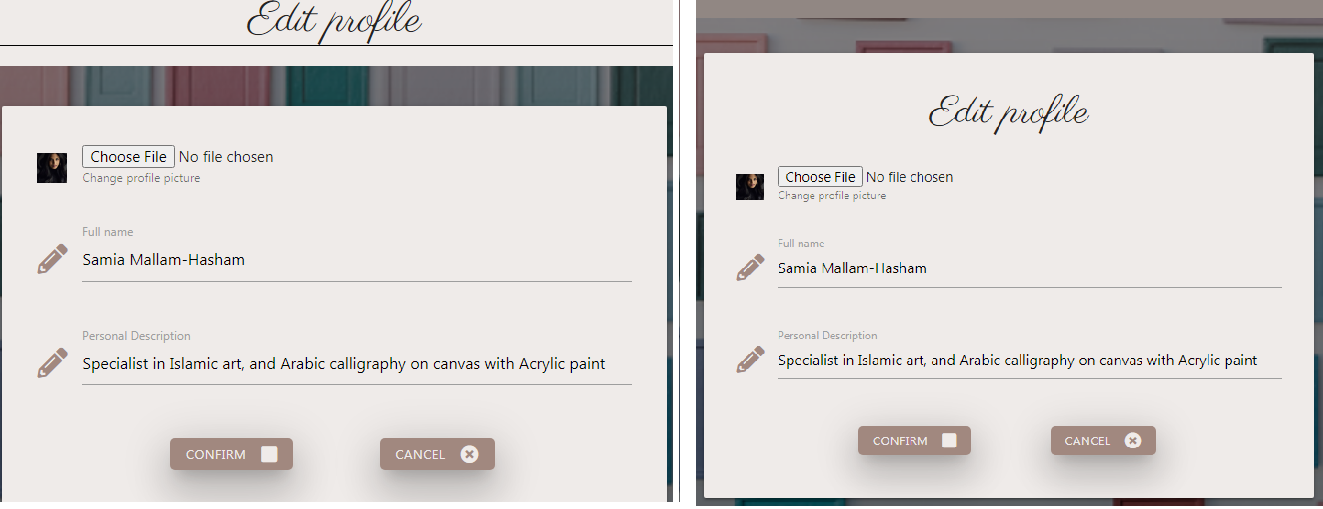 Edit profile
Choose File No file chosen
Change profile picture
Full name
Samia Mallam-Hasham
Personal Description
Specialist in Islamic art, and Arabic calligraphy on canvas with Acrylic paint
CONFIRM
CANCEL
Edit profile
Choose File No file chosen
Change profile picture
Full name
Samia Mallam-Hasham
Personal Description
Specialist in Islamic art, and Arabic calligraphy on canvas with Acrylic paint
CONFIRM
CANCEL